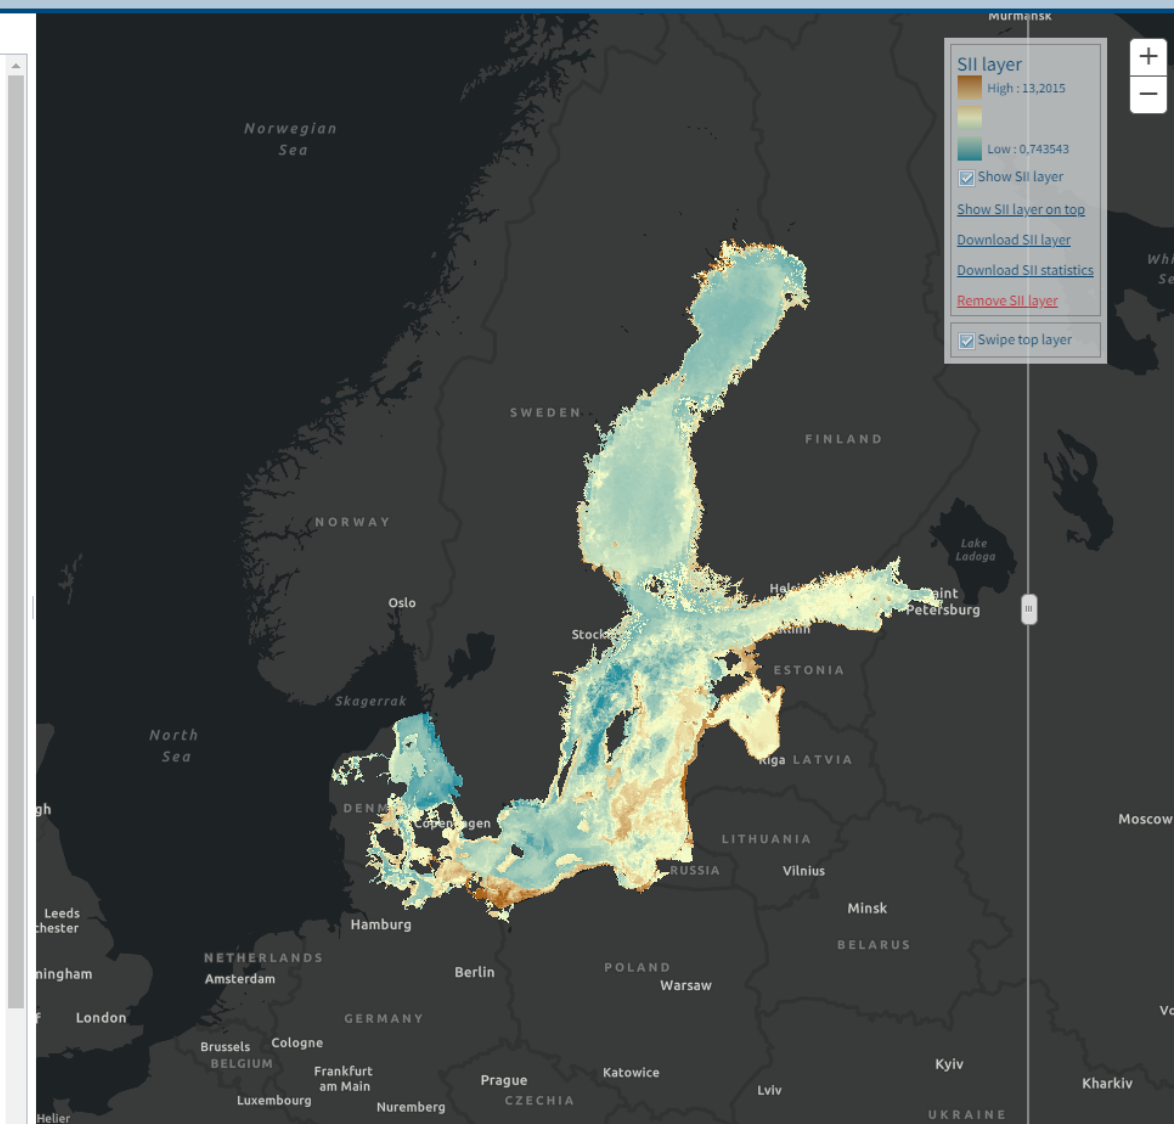 Murmansk
SII layer
High : 13,2015
Low : 0,743543
Show SII layer
Show SII layer on top
Download SII layer
Download SII statistics
Remove SII layer
Swipe top layer
+
−
Norwegian
Sea
SWEDEN
FINLAND
NORWAY
Lake
Ladoga
Oslo
Petersburg
ESTONIA
Skagerrak
North
Sea
Riga
LATVIA
Moscow
LITHUANIA
RUSSIA
Vilnius
Minsk
Leeds
Hamburg
BELARUS
NETHERLANDS
Amsterdam
Berlin
POLAND
Warsaw
London
GERMANY
Brussels
Cologne
BELGIUM
Frankfurt
am Main
Prague
Katowice
Kyiv
Kharkiv
Lviv
Luxembourg
Nuremberg
CZECHIA
UKRAINE
Helier